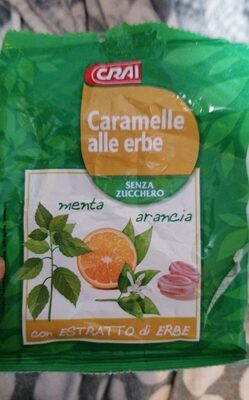 CRAI
Caramelle
alle erbe
SENZA
ZUCCHERO
menta
arancia
con ESTRATTO di ERBE